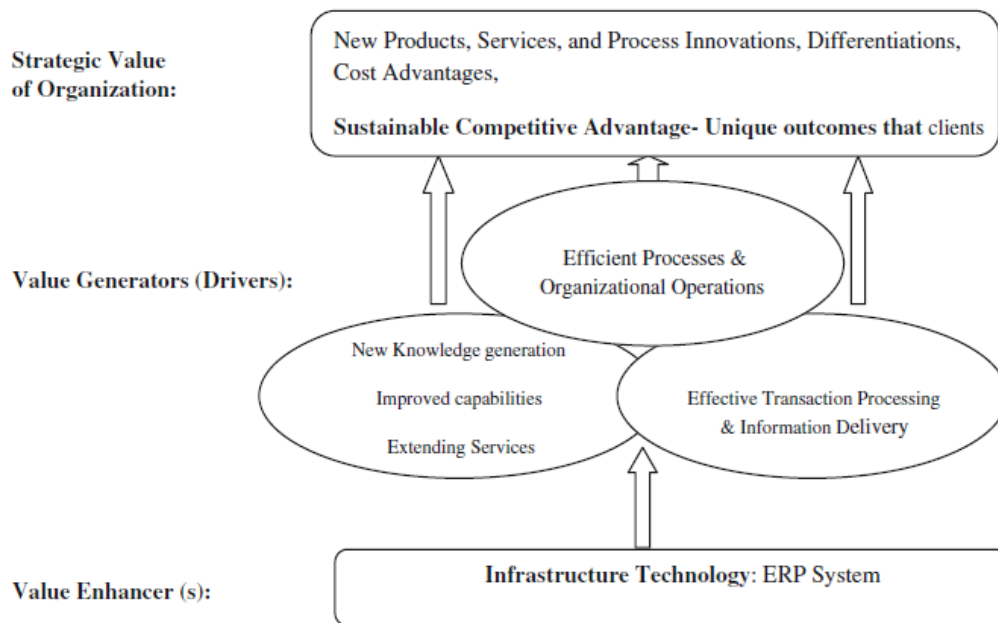 Strategic Value
of Organization:
New Products, Services, and Process Innovations, Differentiations,
Cost Advantages,
Sustainable Competitive Advantage- Unique outcomes that clients
Value Generators (Drivers):
Efficient Processes &
Organizational Operations
New Knowledge generation
Improved capabilities
Extending Services
Effective Transaction Processing
& Information Delivery
Value Enhancer (s):
Infrastructure Technology: ERP System